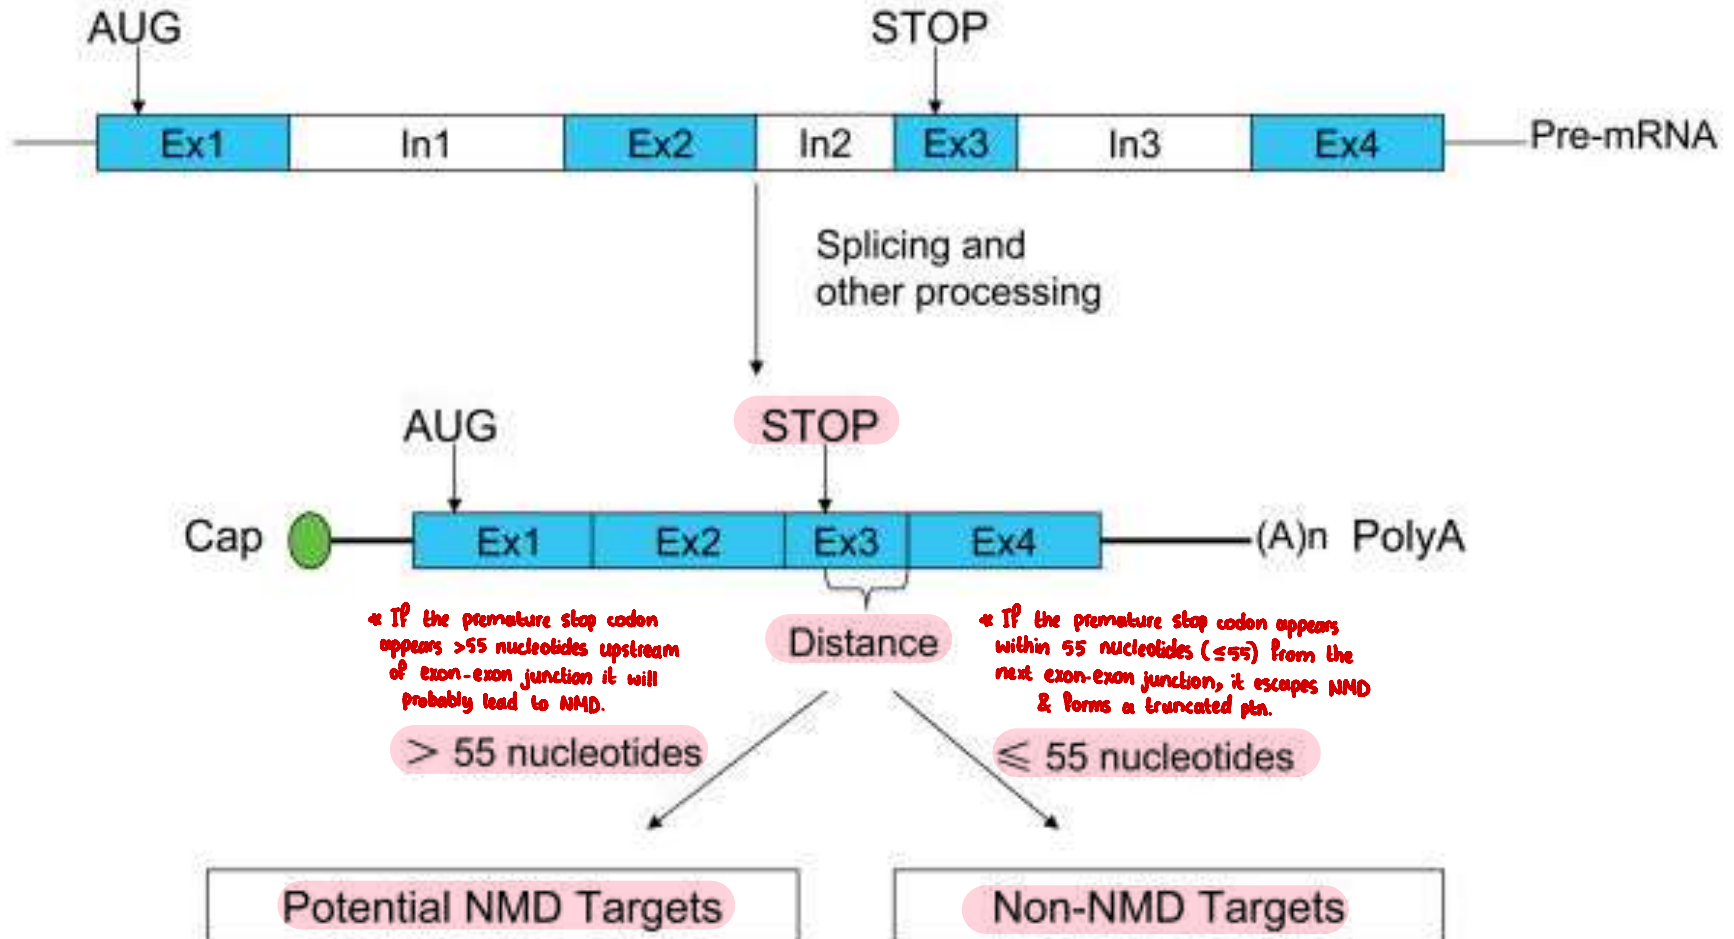 AUG STOP
Ex1 In1 Ex2 In2 Ex3 In3 Ex4 Pre-mRNA
Splicing and
other processing
AUG STOP
Cap Ex1 Ex2 Ex3 Ex4 (A)n PolyA
* If the premature stop codon
appears >55 nucleotides upstream
of exon-exon junction it will
probably lead to NMD.
Distance
* If the premature stop codon appears
within 55 nucleotides (≤55) from the
next exon-exon junction, it escapes NMD
& forms a truncated ptn.
> 55 nucleotides
⩽ 55 nucleotides
Potential NMD Targets
Non-NMD Targets